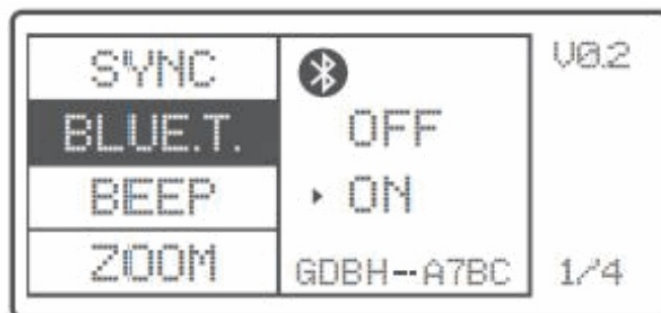 SYNC
BLUE.T.
BEEP
ZOOM
OFF
ON
GDBH--A7BC
V0.2
1/4